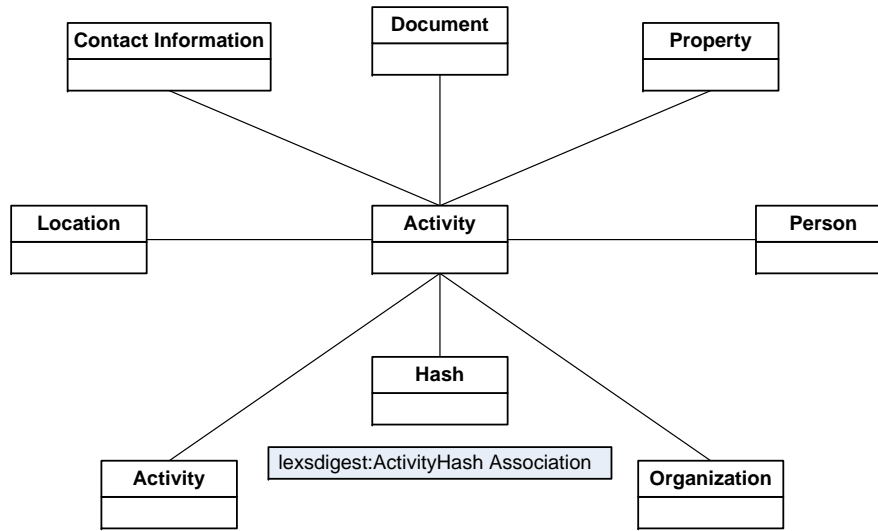 Document
Contact Information
Property
Location
Activity
Person
Hash
lexsdigest:ActivityHash Association
Activity
Organization